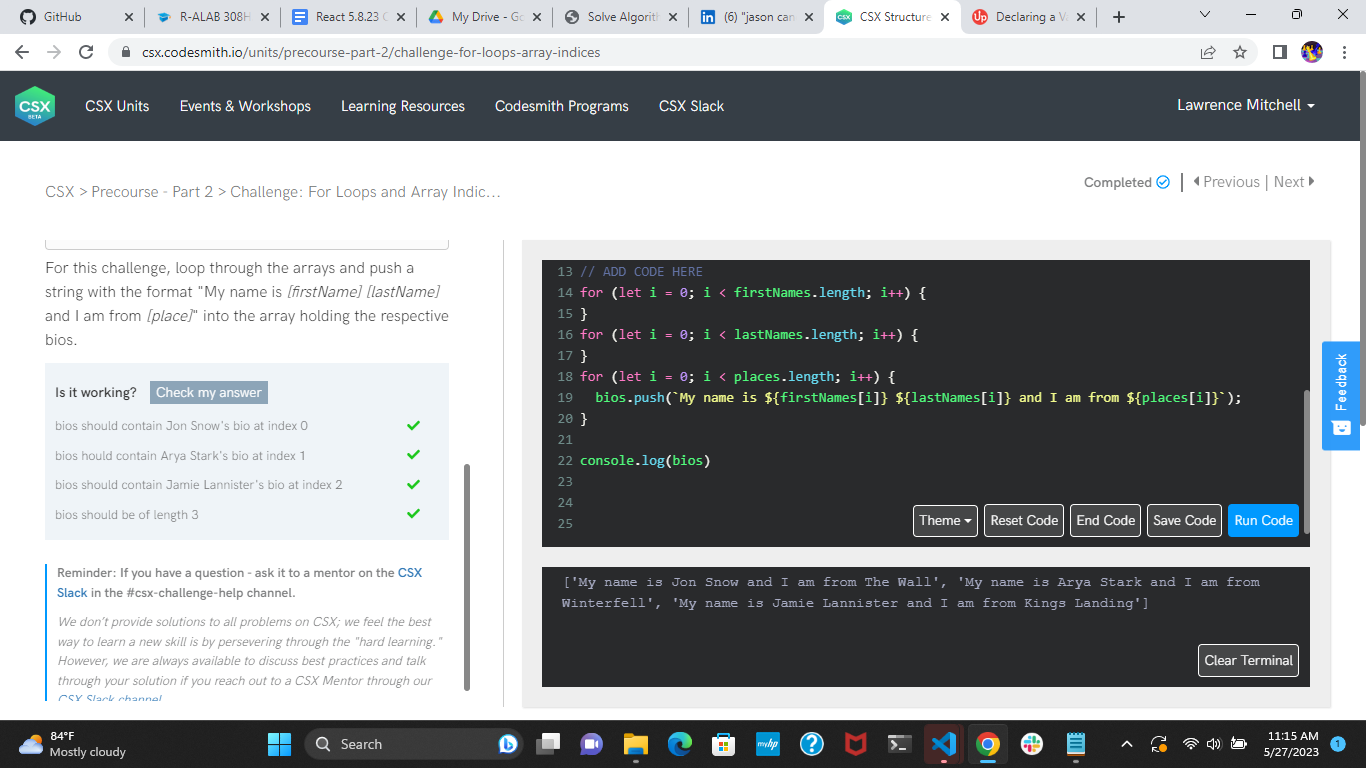 GitHub
R-ALAB 308H
React 5.8.23 C
My Drive - Go
Solve Algorith
(6) "jason can
CSX Structure
Declaring a Va
csx.codesmith.io/units/precourse-part-2/challenge-for-loops-array-indices
CSX
BETA
CSX Units
Events & Workshops
Learning Resources
Codesmith Programs
CSX Slack
Lawrence Mitchell
CSX > Precourse - Part 2 > Challenge: For Loops and Array Indic...
Completed
Previous | Next
For this challenge, loop through the arrays and push a
string with the format "My name is [firstName] [lastName]
and I am from [place]" into the array holding the respective
bios.
Is it working?
Check my answer
bios should contain Jon Snow's bio at index 0
bios hould contain Arya Stark's bio at index 1
bios should contain Jamie Lannister's bio at index 2
bios should be of length 3
Reminder: If you have a question - ask it to a mentor on the CSX
Slack in the #csx-challenge-help channel.
We don't provide solutions to all problems on CSX; we feel the best
way to learn a new skill is by persevering through the "hard learning."
However, we are always available to discuss best practices and talk
through your solution if you reach out to a CSX Mentor through our
CSX Slack channel
13 // ADD CODE HERE
14 for (let i = 0; i < firstNames.length; i++) {
15 }
16 for (let i = 0; i < lastNames.length; i++) {
17 }
18 for (let i = 0; i < places.length; i++) {
19 bios.push(`My name is ${firstNames[i]} ${lastNames[i]} and I am from ${places[i]}`);
20 }
21
22 console.log(bios)
23
24
25
Theme
Reset Code
End Code
Save Code
Run Code
['My name is Jon Snow and I am from The Wall', 'My name is Arya Stark and I am from
Winterfell', 'My name is Jamie Lannister and I am from Kings Landing']
Clear Terminal
Feedback
84°F
Mostly cloudy
Search
myhp
11:15 AM
5/27/2023
1